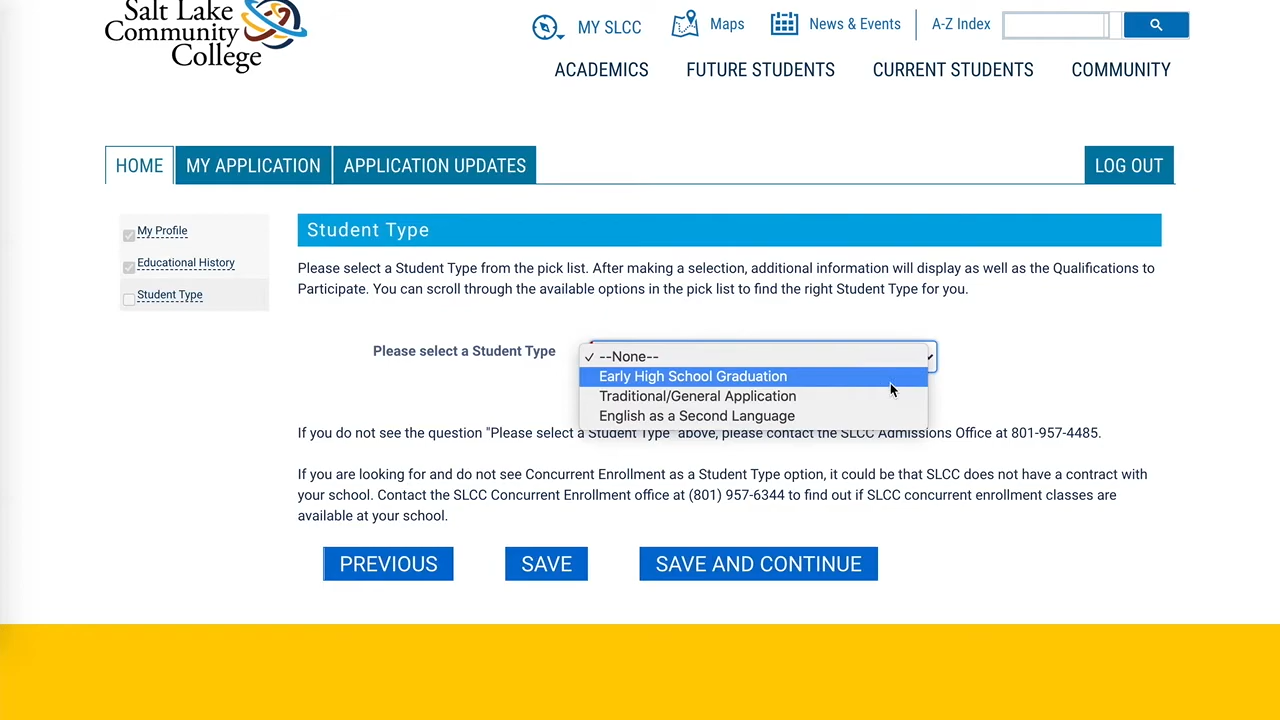 Salt Lake
Community
College
MY SLCC
Maps
News & Events
A-Z Index
ACADEMICS
FUTURE STUDENTS
CURRENT STUDENTS
COMMUNITY
HOME
MY APPLICATION
APPLICATION UPDATES
LOG OUT
My Profile
Educational History
Student Type
Student Type
Please select a Student Type from the pick list. After making a selection, additional information will display as well as the Qualifications to
Participate. You can scroll through the available options in the pick list to find the right Student Type for you.
Please select a Student Type
--None--
Early High School Graduation
Traditional/General Application
English as a Second Language
If you do not see the question "Please select a Student Type" above, please contact the SLCC Admissions Office at 801-957-4485.
If you are looking for and do not see Concurrent Enrollment as a Student Type option, it could be that SLCC does not have a contract with
your school. Contact the SLCC Concurrent Enrollment office at (801) 957-6344 to find out if SLCC concurrent enrollment classes are
available at your school.
PREVIOUS
SAVE
SAVE AND CONTINUE